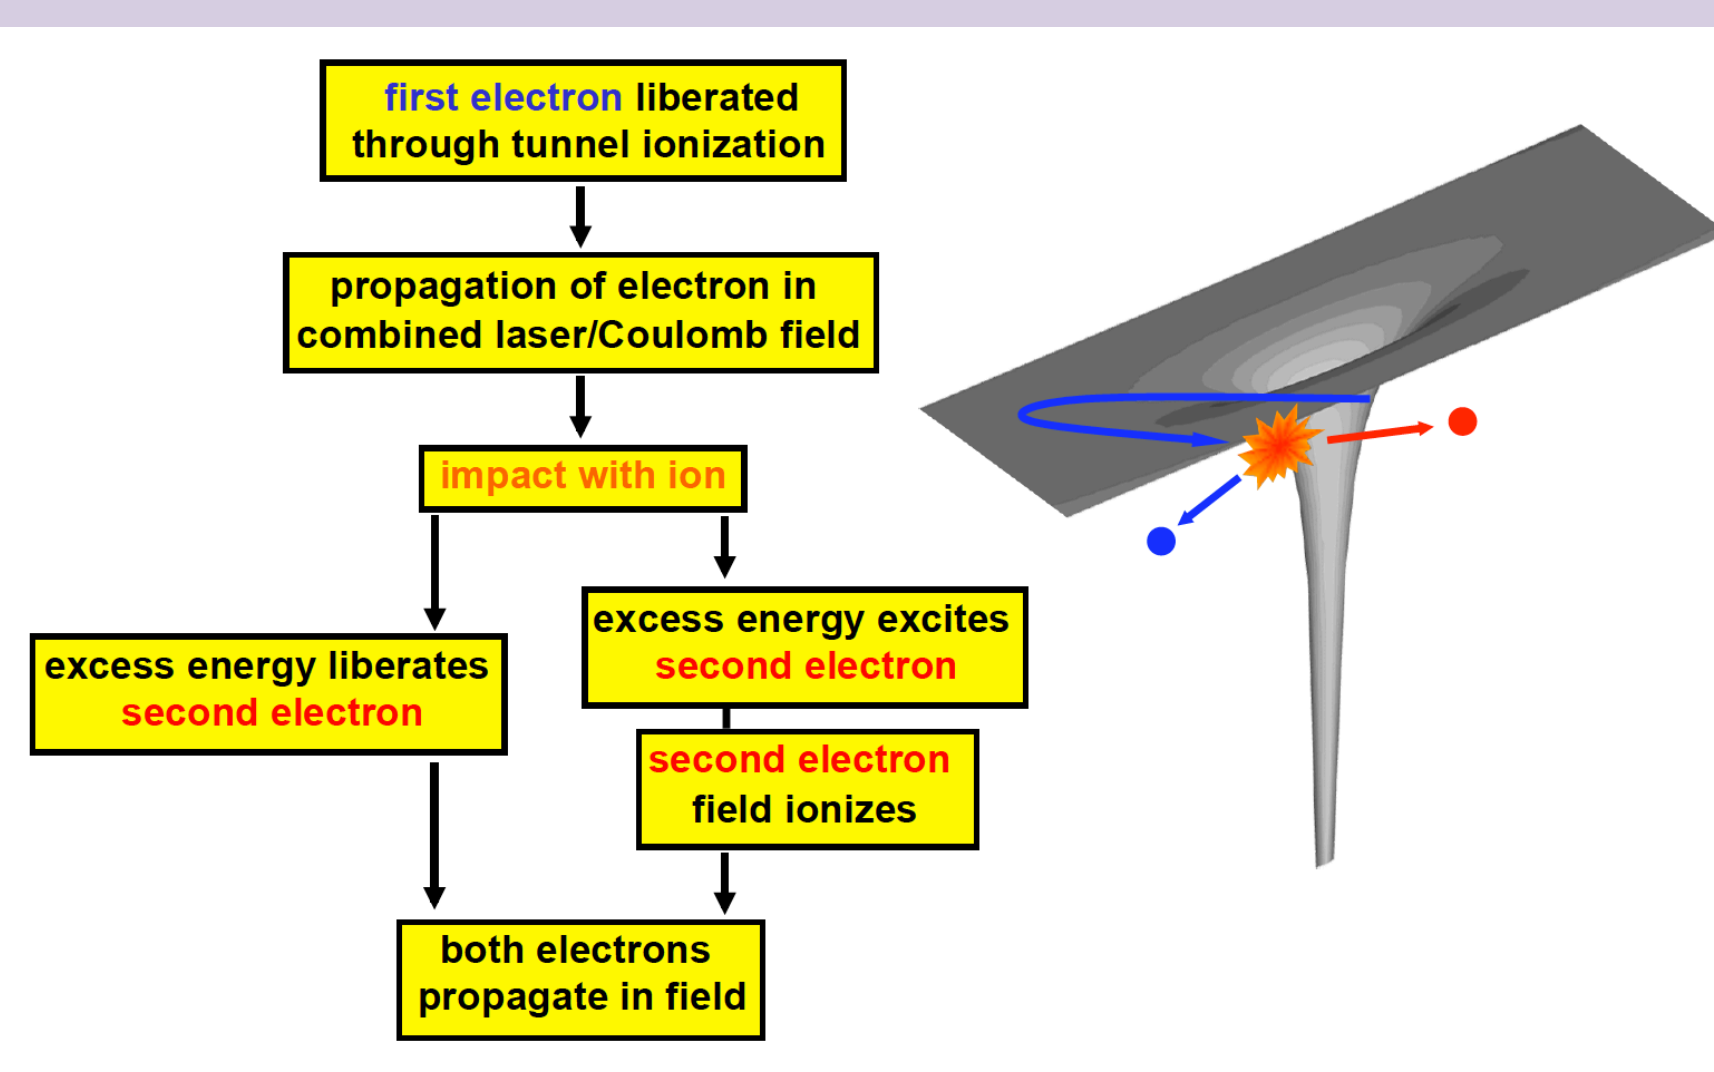 first electron liberated
through tunnel ionization
propagation of electron in
combined laser/Coulomb field
impact with ion
excess energy liberates
second electron
excess energy excites
second electron
second electron
field ionizes
both electrons
propagate in field